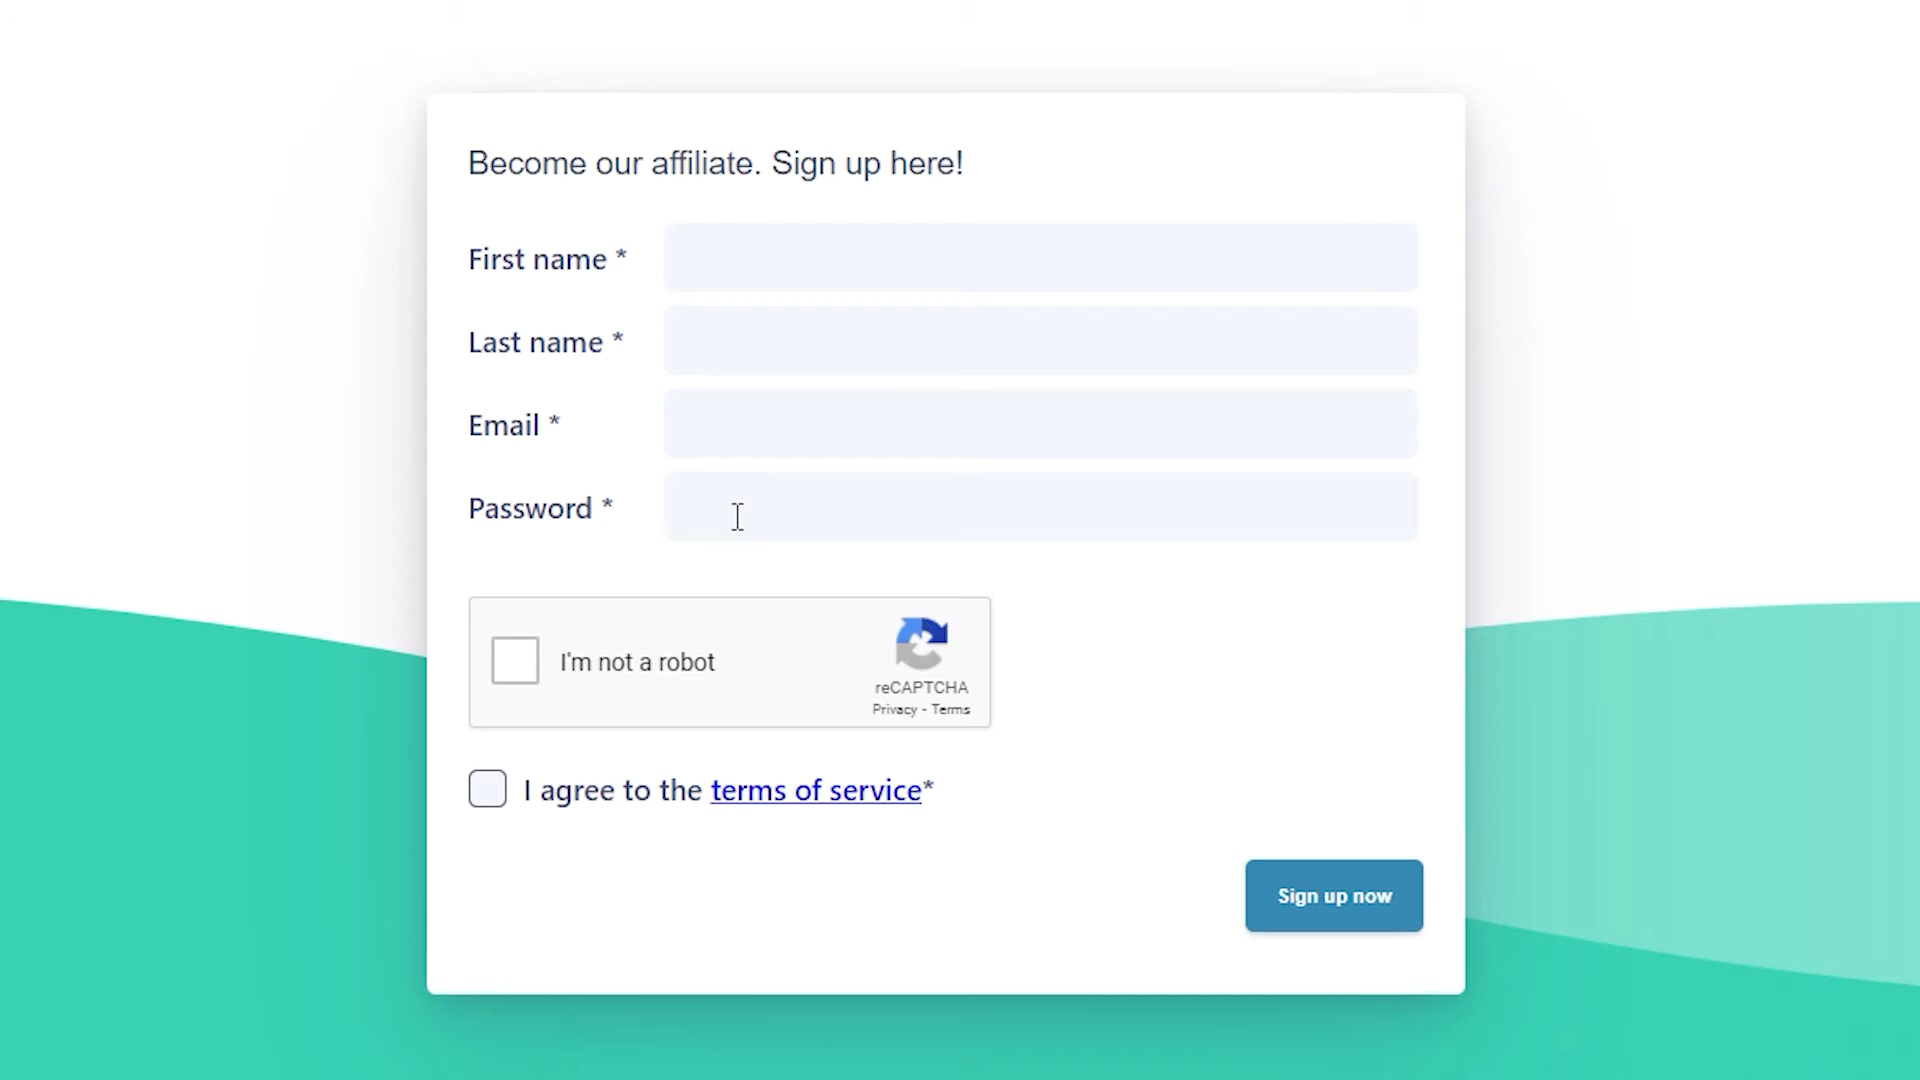 Become our affiliate. Sign up here!
First name *
Last name *
Email *
Password *
I'm not a robot
reCAPTCHA
Privacy - Terms
I agree to the terms of service*
Sign up now